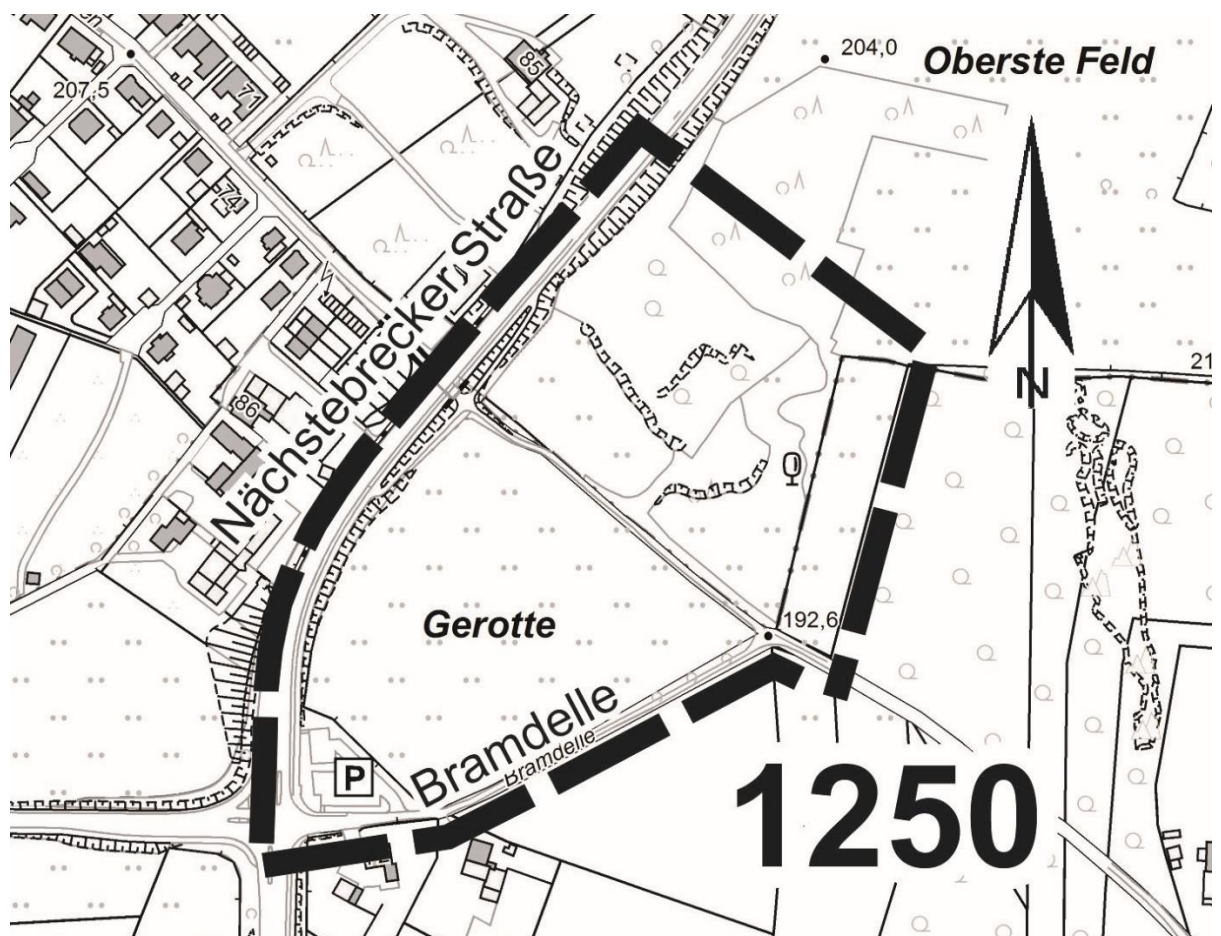 204,0
Oberste Feld
207,5
85
71
74
Nächstebrecker Straße
86
N
21
192,6
Gerotte
Bramdelle
Bramdelle
P
1250